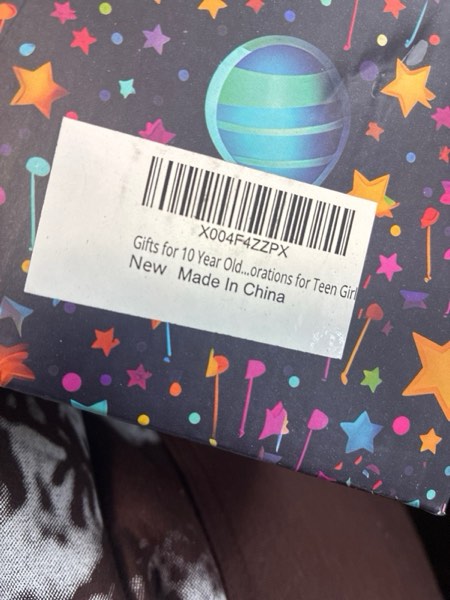 X004F4ZZPX
Gifts for 10 Year Old...orations for Teen Girl
New Made In China